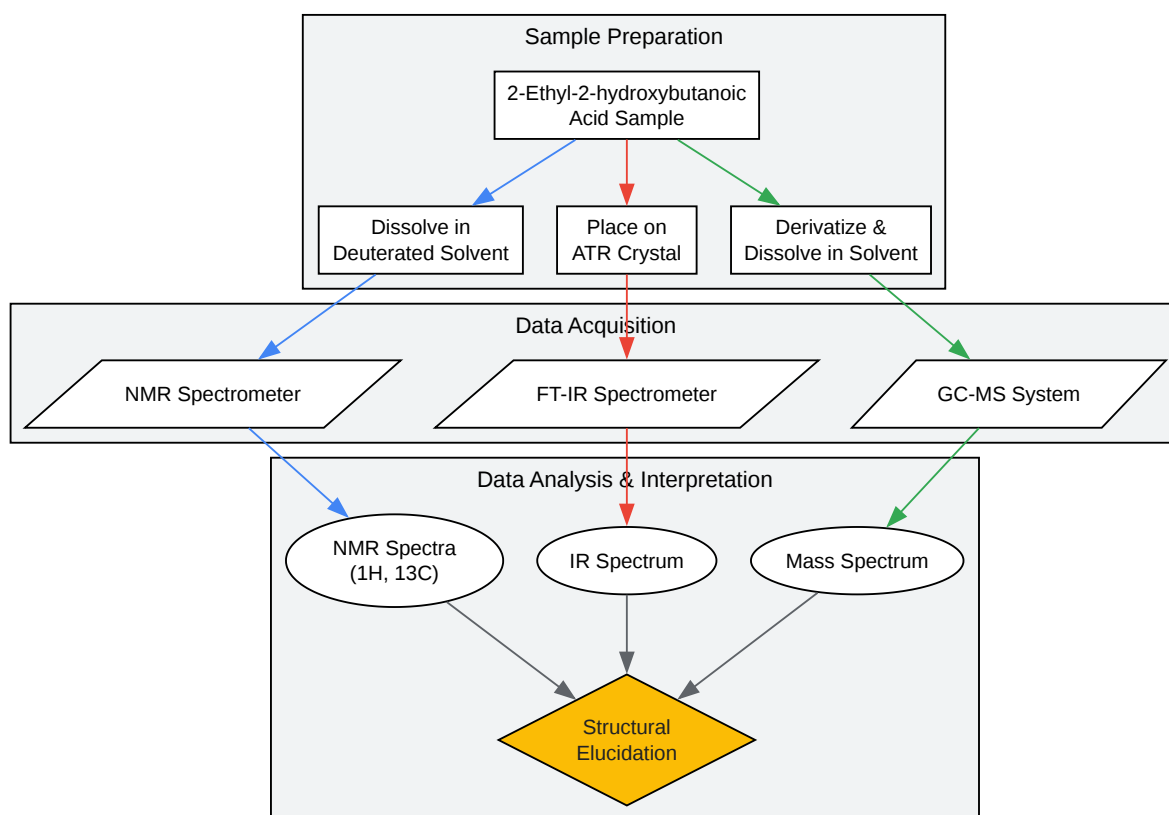 Sample Preparation
2-Ethyl-2-hydroxybutanoic
Acid Sample
Dissolve in
Deuterated Solvent
Place on
ATR Crystal
Derivatize &
Dissolve in Solvent
Data Acquisition
NMR Spectrometer
FT-IR Spectrometer
GC-MS System
Data Analysis & Interpretation
NMR Spectra
(1H, 13C)
IR Spectrum
Mass Spectrum
Structural
Elucidation